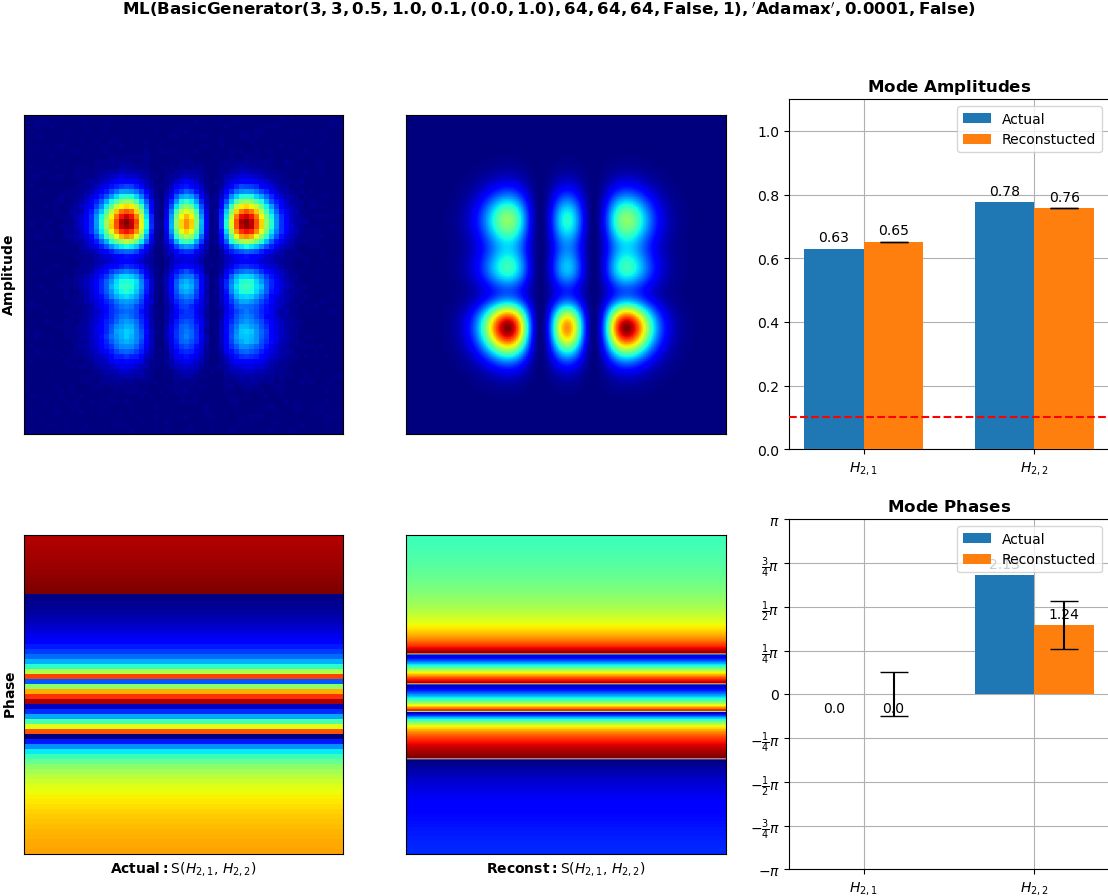 ML(BasicGenerator(3, 3, 0.5, 1.0, 0.1, (0.0, 1.0), 64, 64, 64, False, 1), ′Adamax′, 0.0001, False)
Amplitude
Mode Amplitudes
Actual
Reconstucted
1.0
0.8
0.6
0.4
0.2
0.0
0.63
0.65
0.78
0.76
H2, 1
H2, 2
Phase
Actual: S(H2, 1, H2, 2)
Reconst: S(H2, 1, H2, 2)
Mode Phases
Actual
Reconstucted
π
3/4π
1/2π
1/4π
0
−1/4π
−1/2π
−3/4π
−π
0.0
0.0
1.24
H2, 1
H2, 2